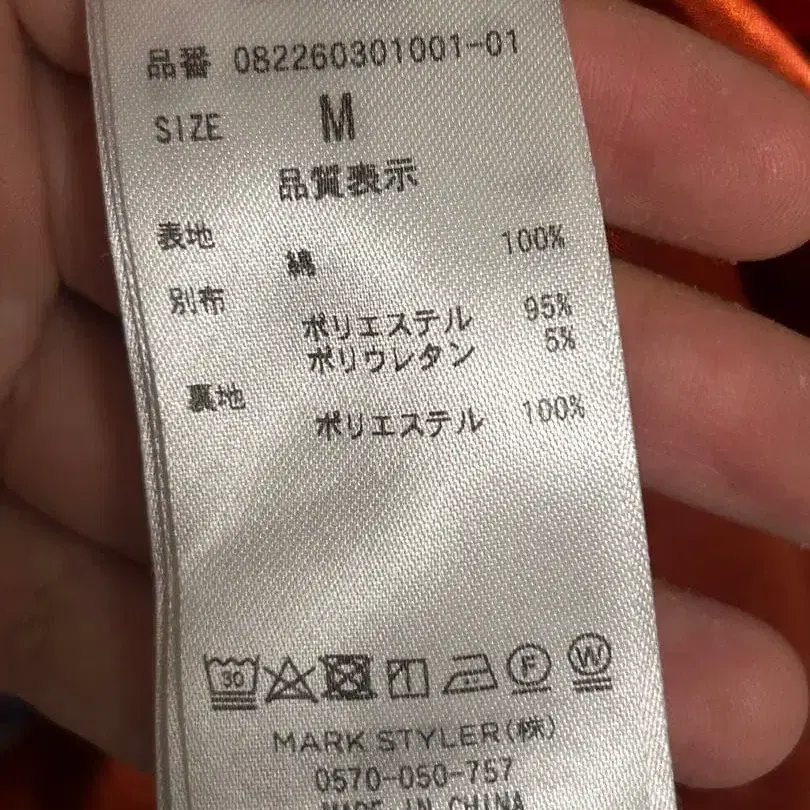 品番 082260301001-01
SIZE M
品質表示
表地
綿 100%
別布
ポリエステル 95%
ポリウレタン 5%
裏地
ポリエステル 100%
30 F W
MARK STYLER(株)
0570-050-757
MADE IN CHINA